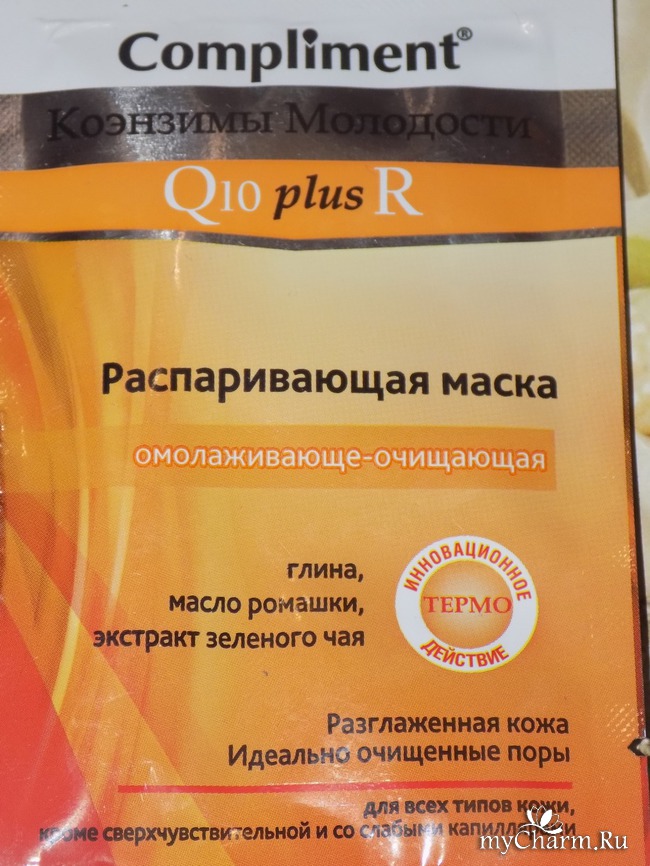 Compliment®
Коэнзимы Молодости
Q10 plus R
Распаривающая маска
омолаживающе-очищающая
глина,
масло ромашки,
экстракт зеленого чая
ИННОВАЦИОННОЕ
ТЕРМО
ДЕЙСТВИЕ
Разглаженная кожа
Идеально очищенные поры
для всех типов кожи,
кроме сверхчувствительной и со слабыми капиллярами
myCharm.Ru